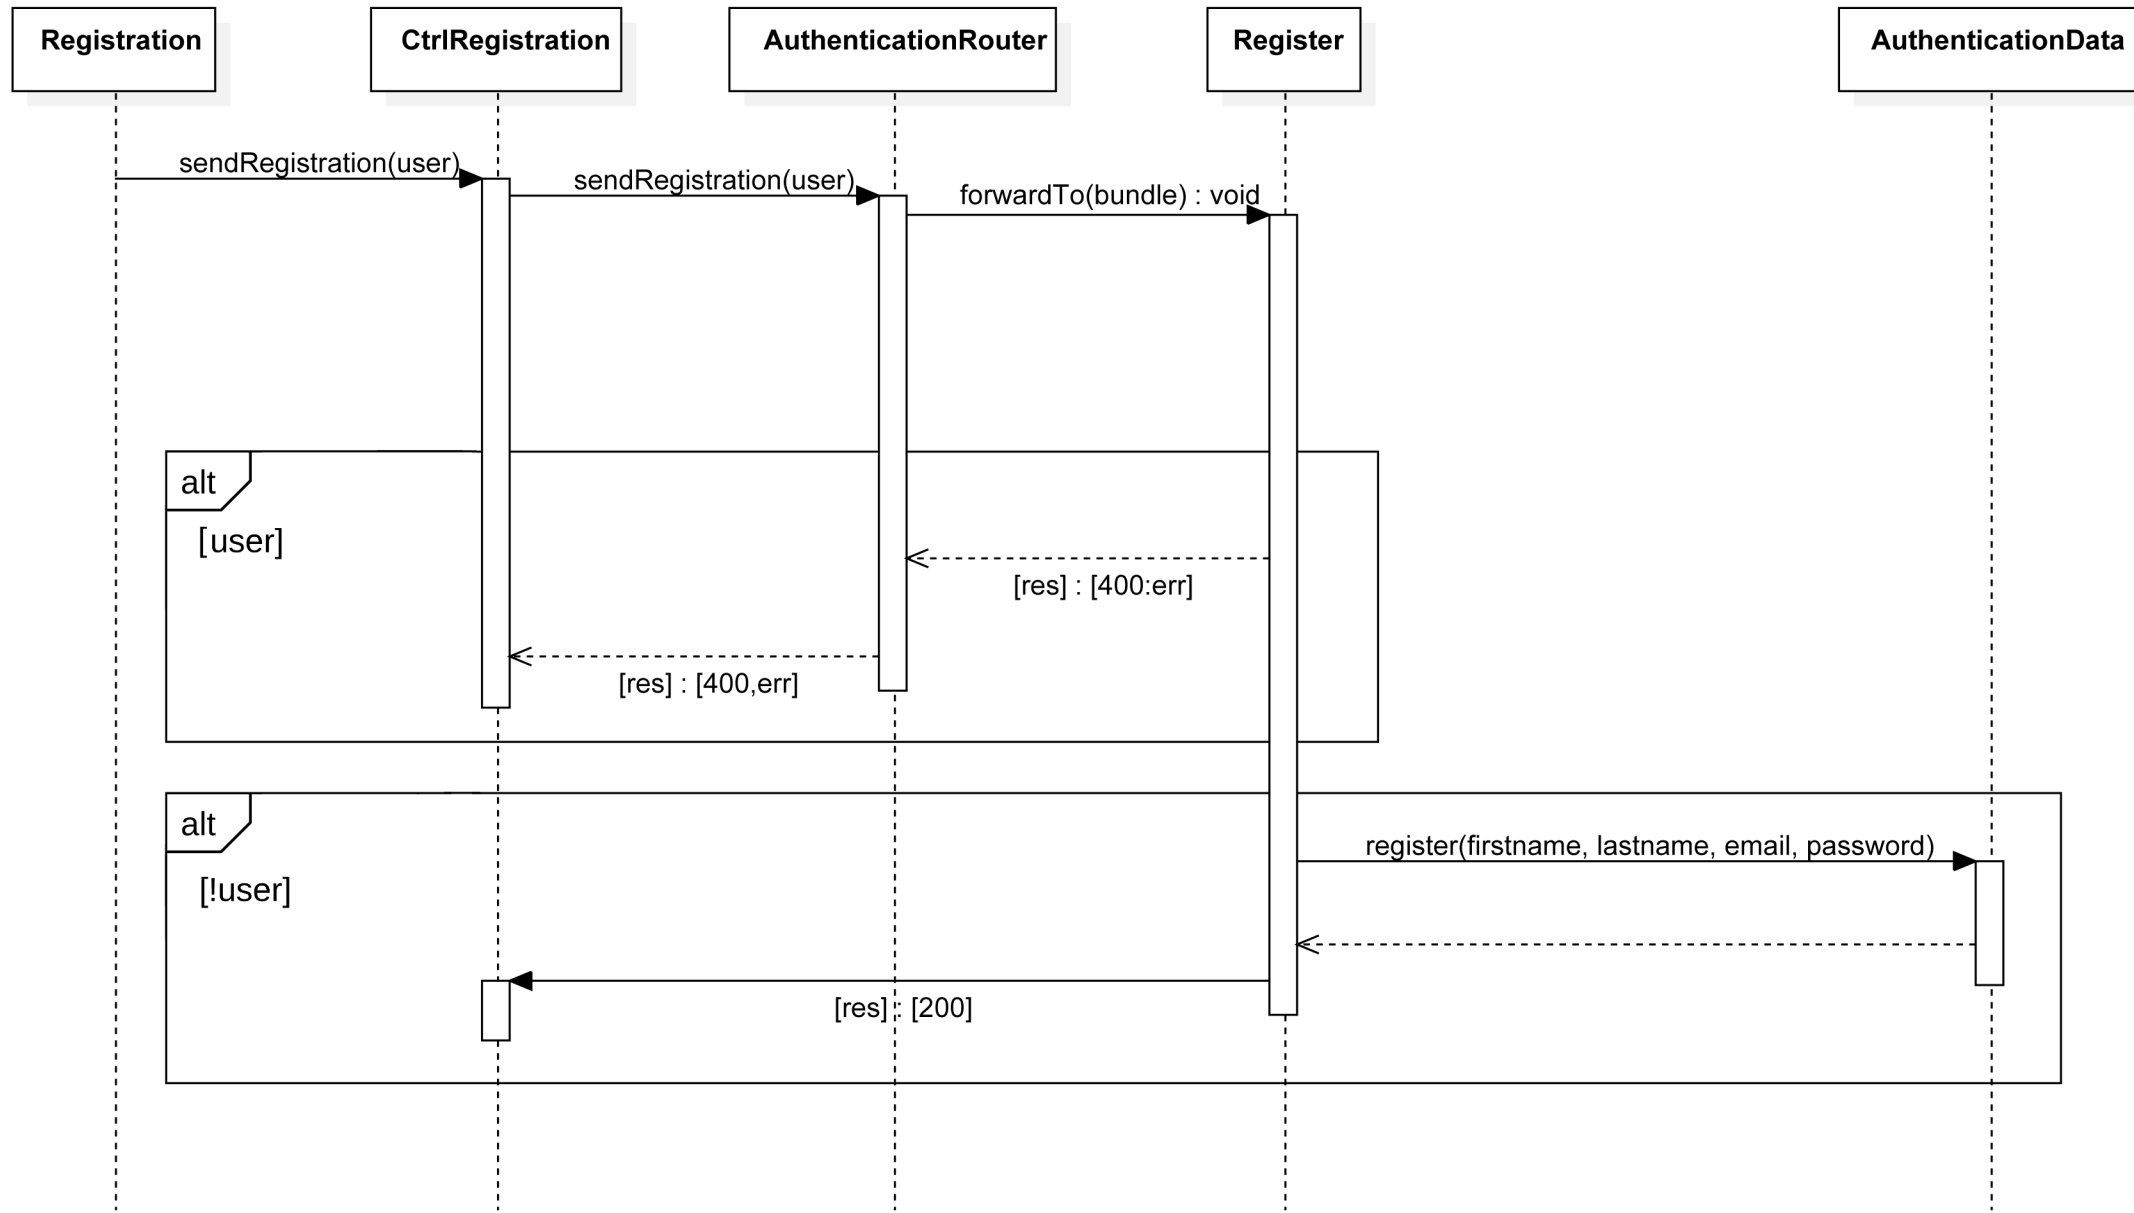 Registration
CtrlRegistration
AuthenticationRouter
Register
AuthenticationData
sendRegistration(user)
sendRegistration(user)
forwardTo(bundle) : void
alt
[user]
[res] : [400:err]
[res] : [400,err]
alt
register(firstname, lastname, email, password)
[!user]
[res] : [200]